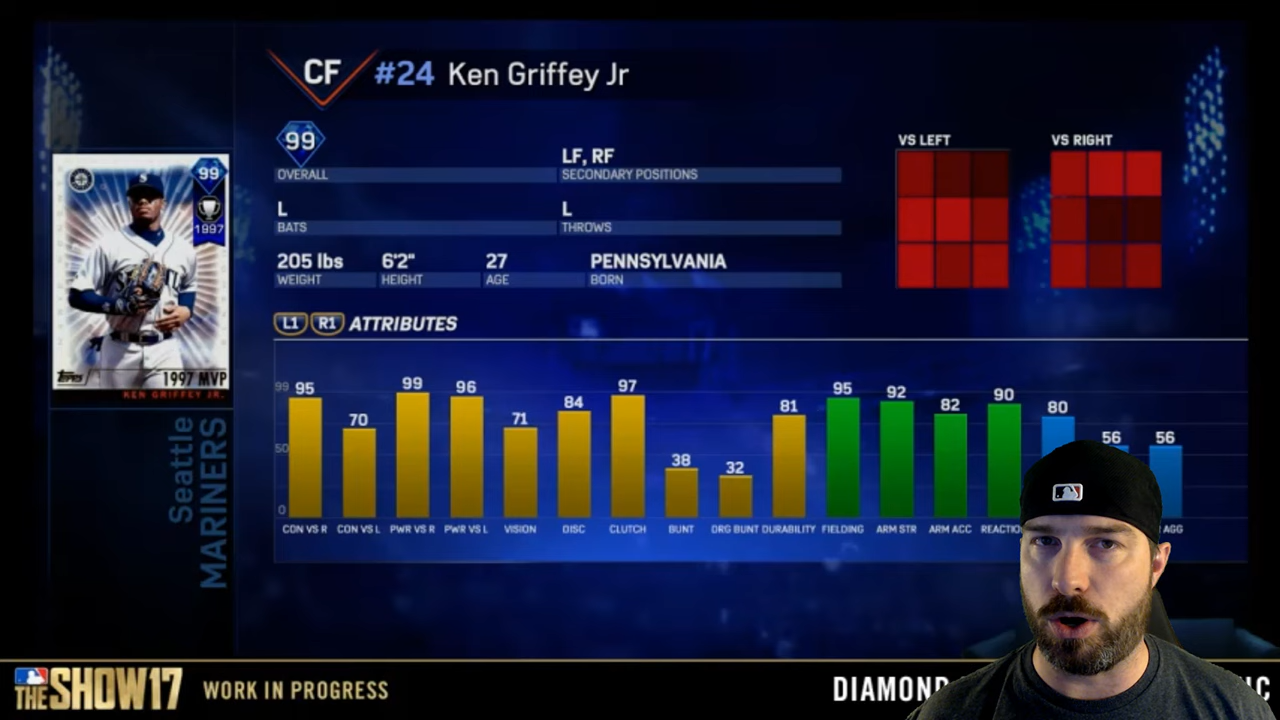 CF #24 Ken Griffey Jr
99
OVERALL
LF, RF
SECONDARY POSITIONS
L
BATS
L
THROWS
205 lbs
WEIGHT
6'2"
HEIGHT
27
AGE
PENNSYLVANIA
BORN
VS LEFT
VS RIGHT
99
1997
S
Topps
1997 MVP
KEN GRIFFEY JR.
Seattle
MARINERS
L1 R1 ATTRIBUTES
99
50
0
95 70 99 96 71 84 97 38 32 81 95 92 82 90 80 56 56
CON VS R CON VS L PWR VS R PWR VS L VISION DISC CLUTCH BUNT DRG BUNT DURABILITY FIELDING ARM STR ARM ACC REACTIO AGG
THE SHOW 17
WORK IN PROGRESS
DIAMOND